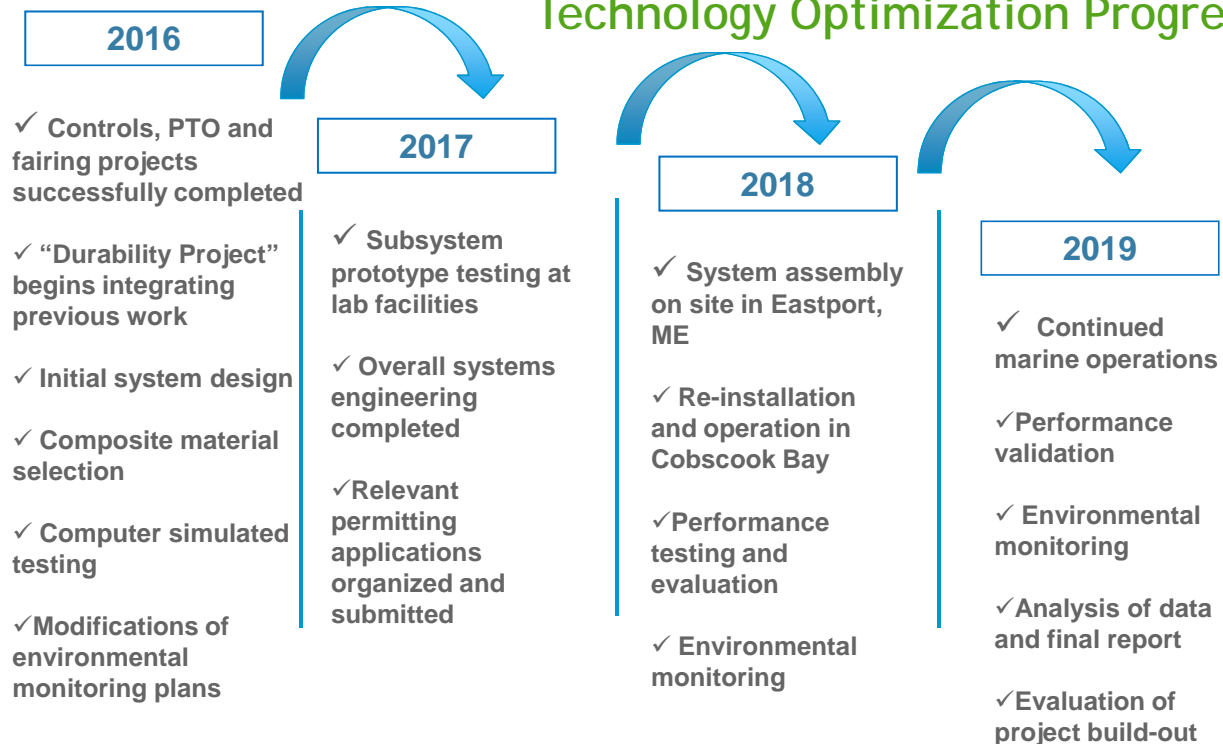 Technology Optimization Progre
2016
✓ Controls, PTO and
fairing projects
successfully completed
✓ “Durability Project”
begins integrating
previous work
✓ Initial system design
✓ Composite material
selection
✓ Computer simulated
testing
✓Modifications of
environmental
monitoring plans
2017
✓ Subsystem
prototype testing at
lab facilities
✓ Overall systems
engineering
completed
✓Relevant
permitting
applications
organized and
submitted
2018
✓ System assembly
on site in Eastport,
ME
✓ Re-installation
and operation in
Cobscook Bay
✓Performance
testing and
evaluation
✓ Environmental
monitoring
2019
✓ Continued
marine operations
✓Performance
validation
✓ Environmental
monitoring
✓Analysis of data
and final report
✓Evaluation of
project build-out